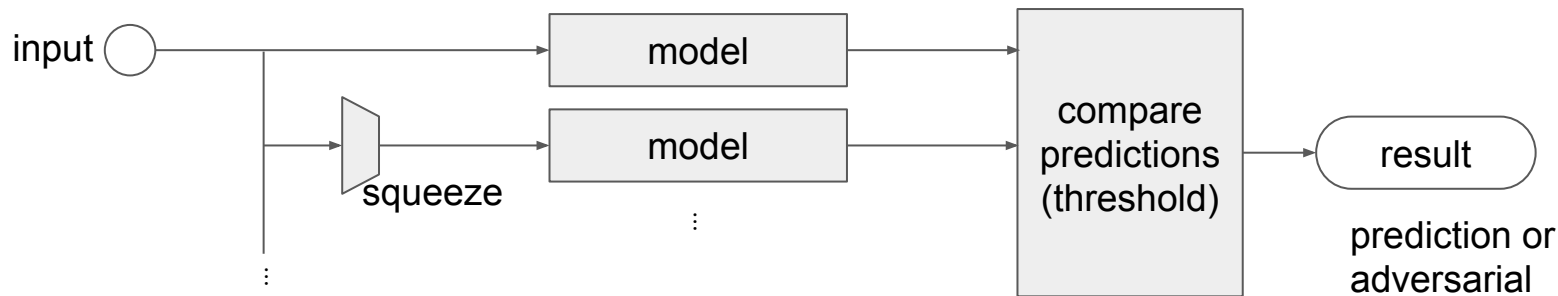 input
model
model
squeeze
⋮
⋮
compare
predictions
(threshold)
result
prediction or
adversarial